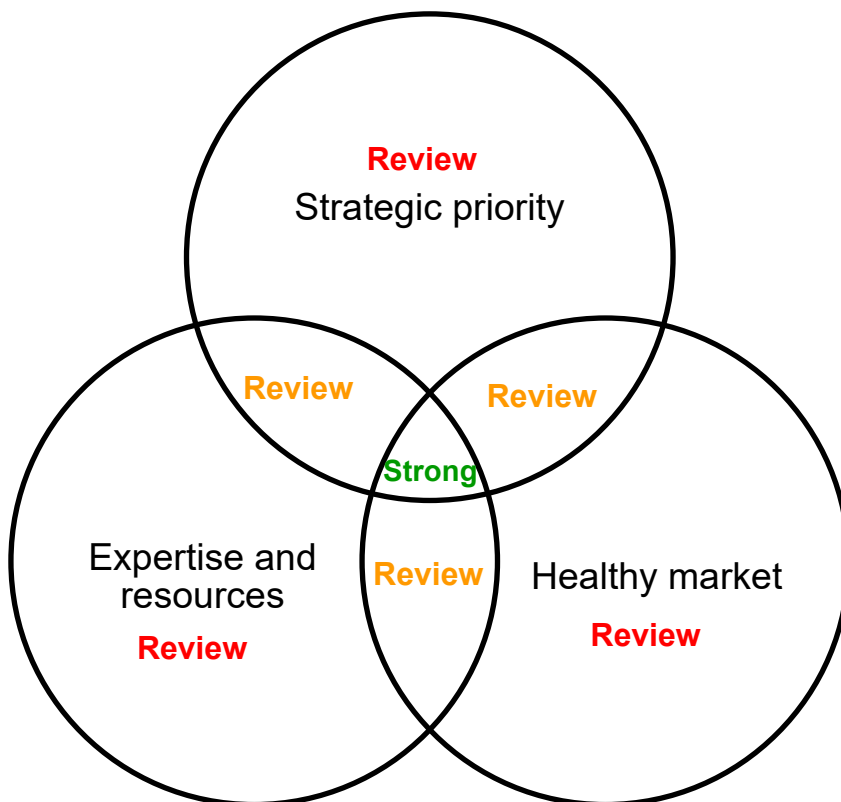 Review
Strategic priority
Review
Review
Strong
Expertise and
resources
Review
Review
Healthy market
Review